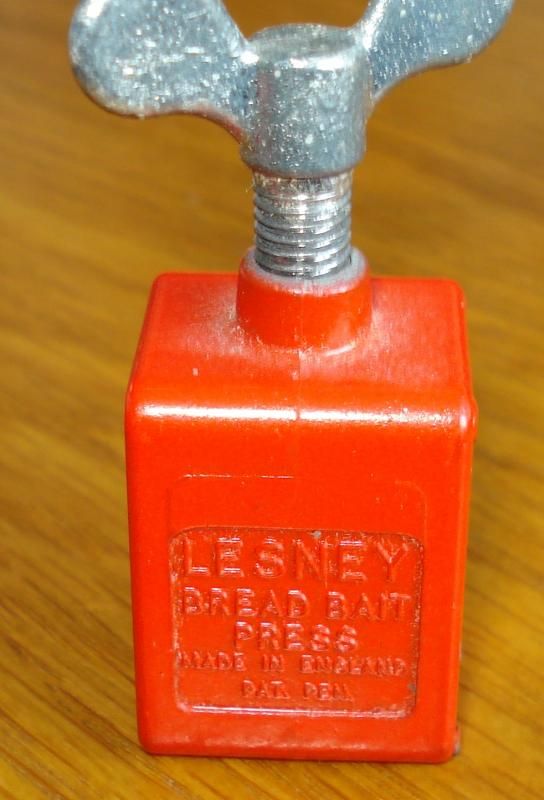 LESNEY
BREAD BAIT
PRESS
MADE IN ENGLAND
PAT. PEN.